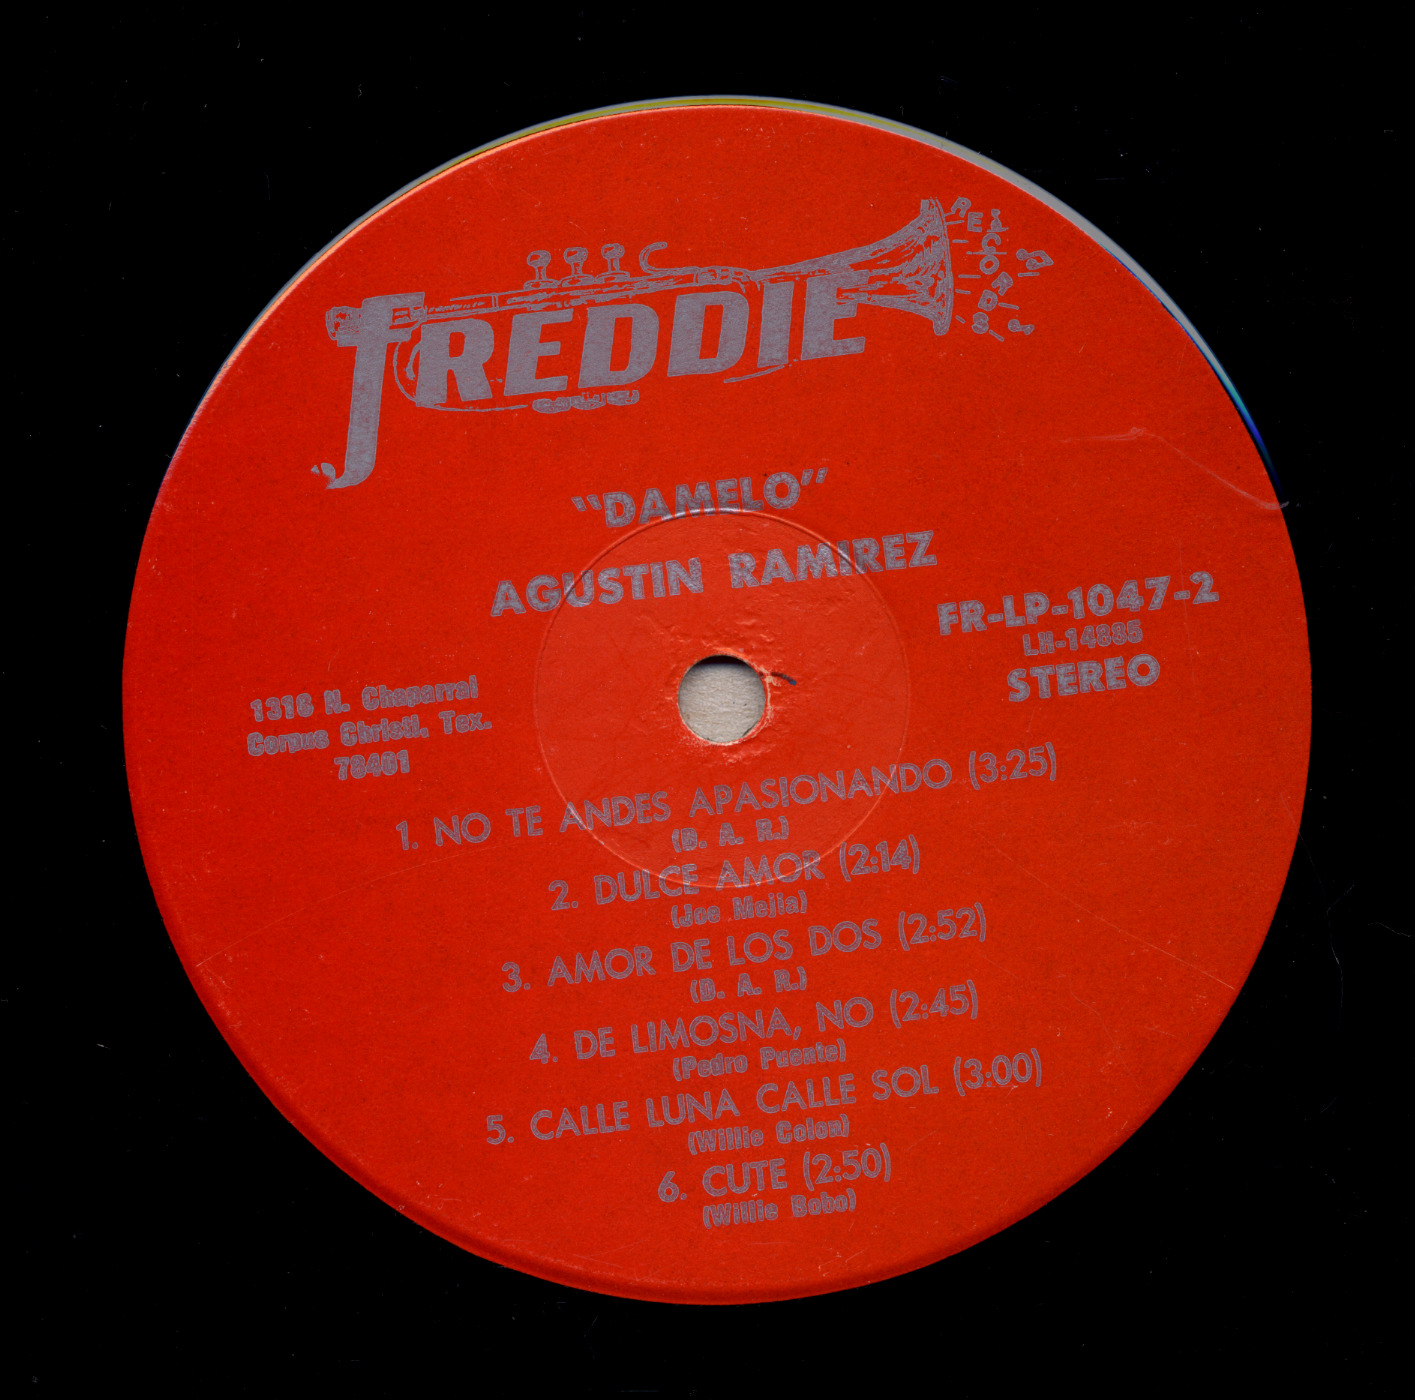 FREDDIE
RECORDS
"DAMELO"
AGUSTIN RAMIREZ
FR-LP-1047-2
LH-14885
STEREO
1316 N. Chaparral
Corpus Christi, Tex.
78401
1. NO TE ANDES APASIONANDO (3:25)
(D. A. R.)
2. DULCE AMOR (2:14)
(Joe Mejia)
3. AMOR DE LOS DOS (2:52)
(D. A. R.)
4. DE LIMOSNA, NO (2:45)
(Pedro Puente)
5. CALLE LUNA CALLE SOL (3:00)
(Willie Colon)
6. CUTE (2:50)
(Willie Bobo)